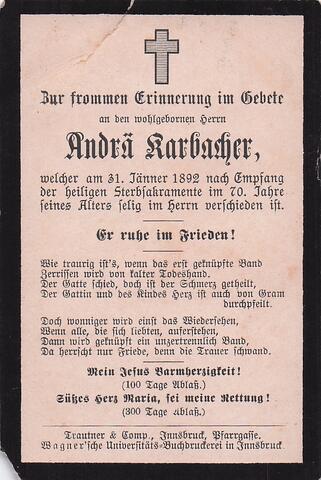 Zur frommen Erinnerung im Gebete
an den wohlgebornen Herrn
Andrä Karbacher,
welcher am 31. Jänner 1892 nach Empfang
der heiligen Sterbsakramente im 70. Jahre
seines Alters selig im Herrn verschieden ist.
Er ruhe im Frieden!
Wie traurig ist's, wenn das erst geknüpfte Band
Zerrissen wird von kalter Todeshand.
Der Gatte schied, doch ist der Schmerz getheilt,
Der Gattin und des Kindes Herz ist auch von Gram
durchpfeilt.
Doch wonniger wird einst das Wiedersehen,
Wenn alle, die sich liebten, auferstehen,
Dann wird geknüpft ein unzertrennlich Band,
Da herrscht nur Friede, denn die Trauer schwand.
Mein Jesus Barmherzigkeit!
(100 Tage Ablaß.)
Süßes Herz Maria, sei meine Rettung!
(300 Tage Ablaß.)
Trautner & Comp., Innsbruck, Pfarrgasse.
Wagner'sche Universitäts-Buchdruckerei in Innsbruck